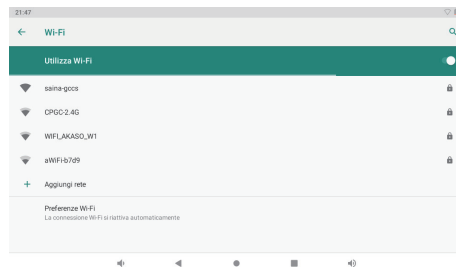 21:47
Wi-Fi
Utilizza Wi-Fi
saina-gccs
CPGC-2.4G
WIFI_AKASO_W1
aWiFi-b7d9
Aggiungi rete
Preferenze Wi-Fi
La connessione Wi-Fi si riattiva automaticamente